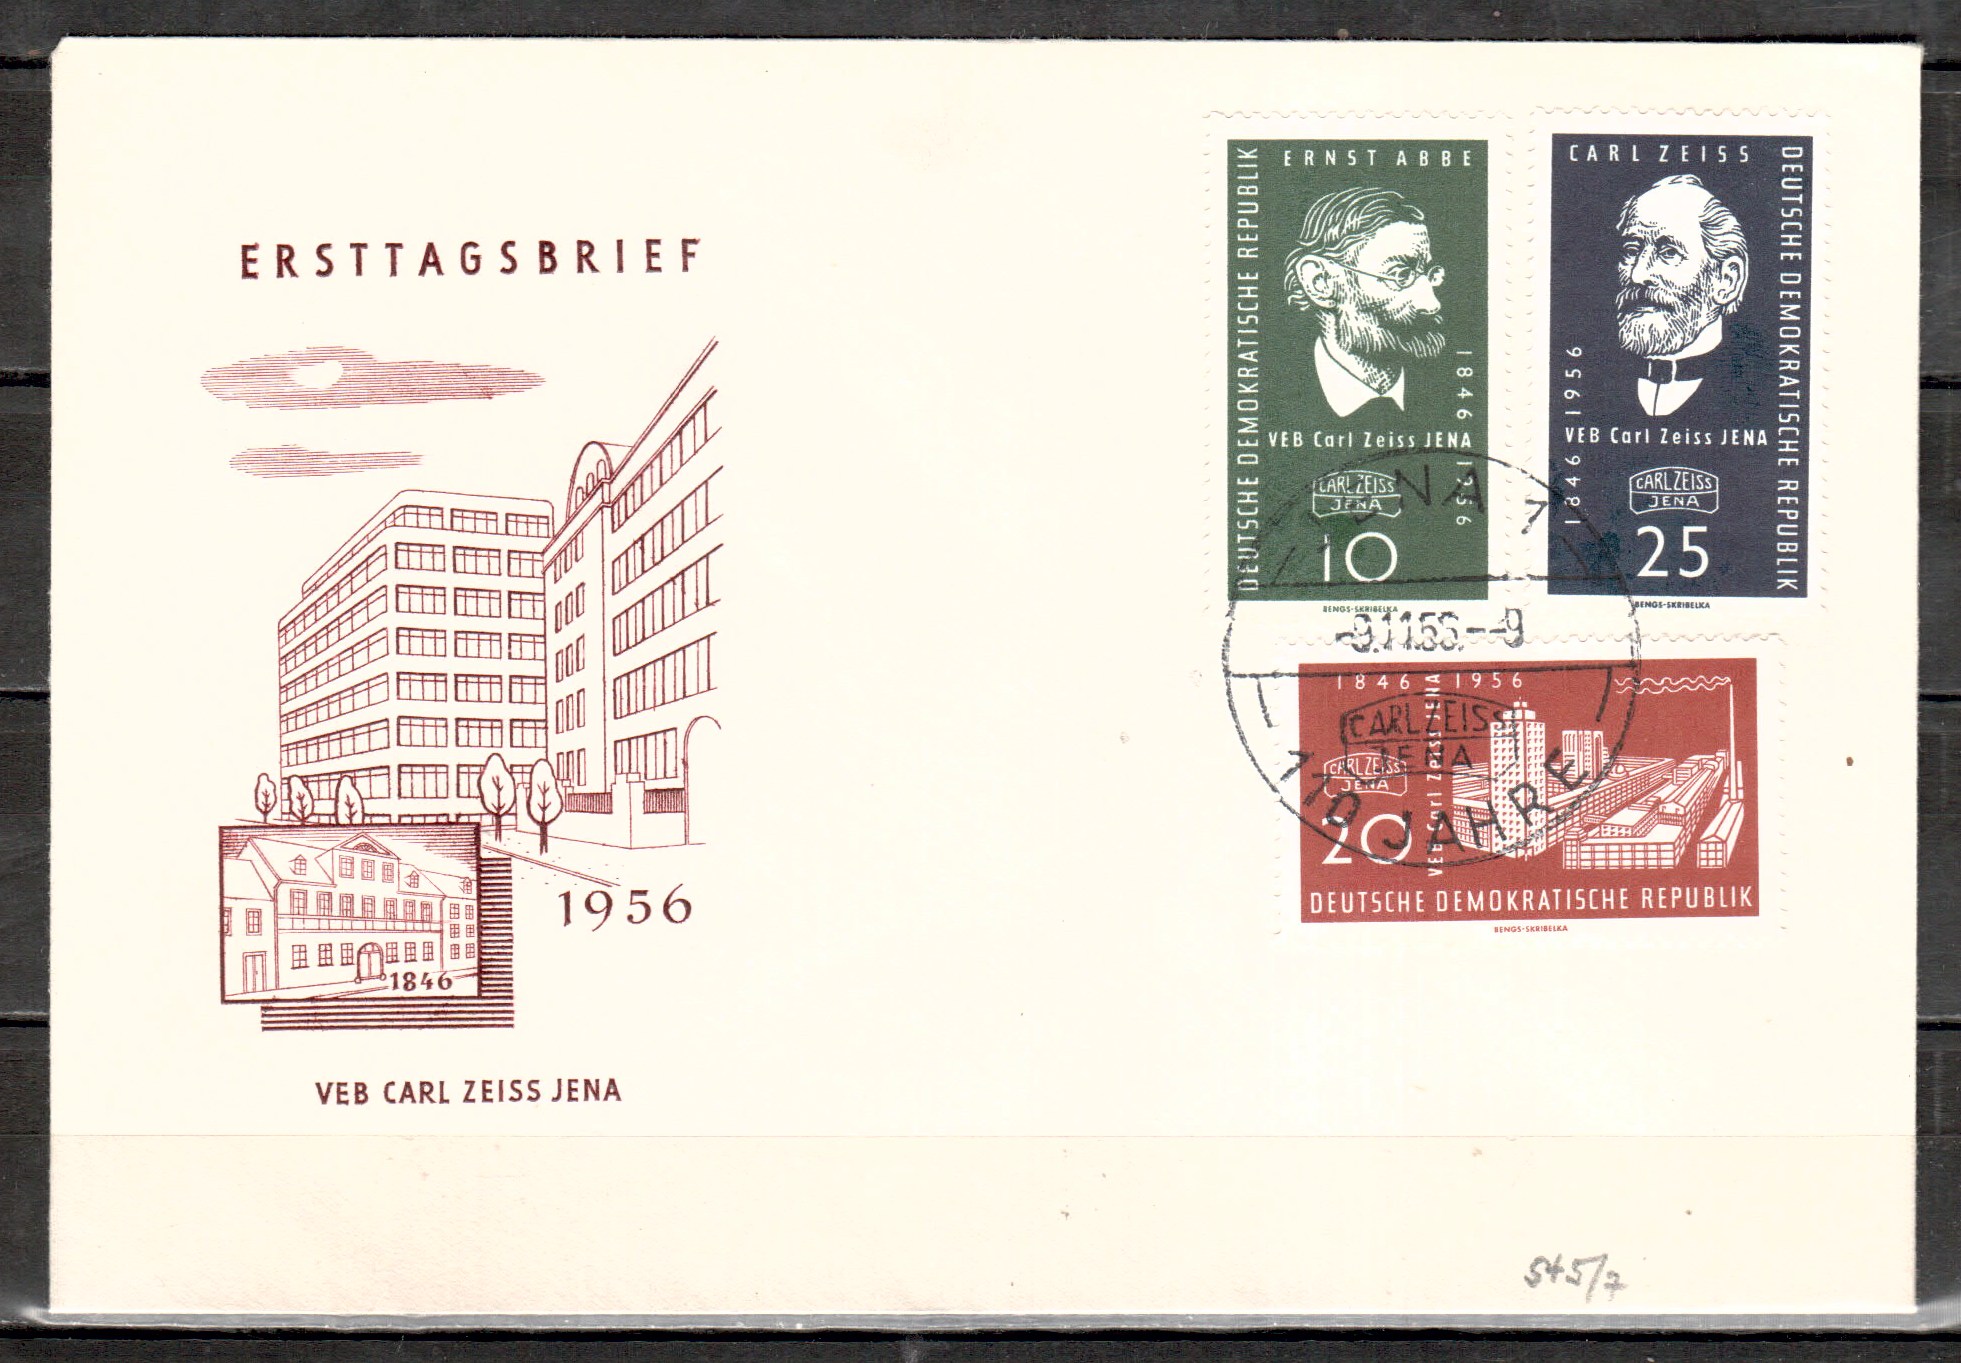 ERSTTAGSBRIEF
1956
1846
VEB CARL ZEISS JENA
ERNST ABBE
DEUTSCHE DEMOKRATISCHE REPUBLIK
1846 1956
VEB Carl Zeiss JENA
CARL ZEISS
JENA
10
BENGS-SKRIBELKA
CARL ZEISS
DEUTSCHE DEMOKRATISCHE REPUBLIK
1846 1956
VEB Carl Zeiss JENA
CARL ZEISS
JENA
25
BENGS-SKRIBELKA
JENA 1
-9.11.56.--9
CARL ZEISS
JENA
110 JAHRE
1846 1956
VEB Carl Zeiss JENA
CARL ZEISS
JENA
20
DEUTSCHE DEMOKRATISCHE REPUBLIK
BENGS-SKRIBELKA
545/7